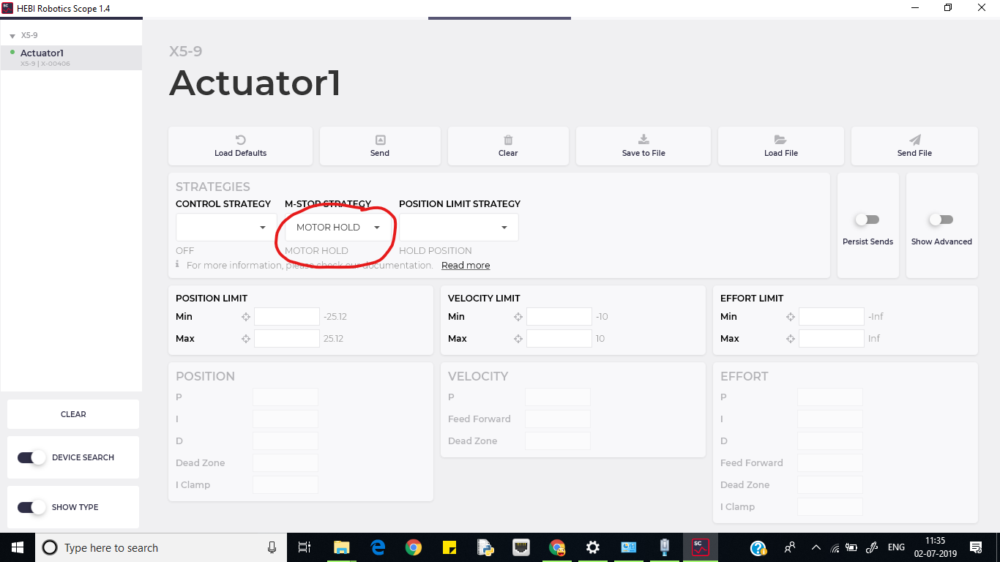 HEBI Robotics Scope 1.4
X5-9
Actuator1
X5-9 | X-00406
X5-9
Actuator1
Load Defaults
Send
Clear
Save to File
Load File
Send File
STRATEGIES
CONTROL STRATEGY
M-STOP STRATEGY
POSITION LIMIT STRATEGY
MOTOR HOLD
OFF
MOTOR HOLD
HOLD POSITION
For more information, please check our documentation. Read more
Persist Sends
Show Advanced
POSITION LIMIT
Min -25.12
Max 25.12
VELOCITY LIMIT
Min -10
Max 10
EFFORT LIMIT
Min -Inf
Max Inf
POSITION
P
I
D
Dead Zone
I Clamp
VELOCITY
P
Feed Forward
Dead Zone
EFFORT
P
I
D
Feed Forward
Dead Zone
I Clamp
CLEAR
DEVICE SEARCH
SHOW TYPE
Type here to search
SC
ENG
11:35
02-07-2019